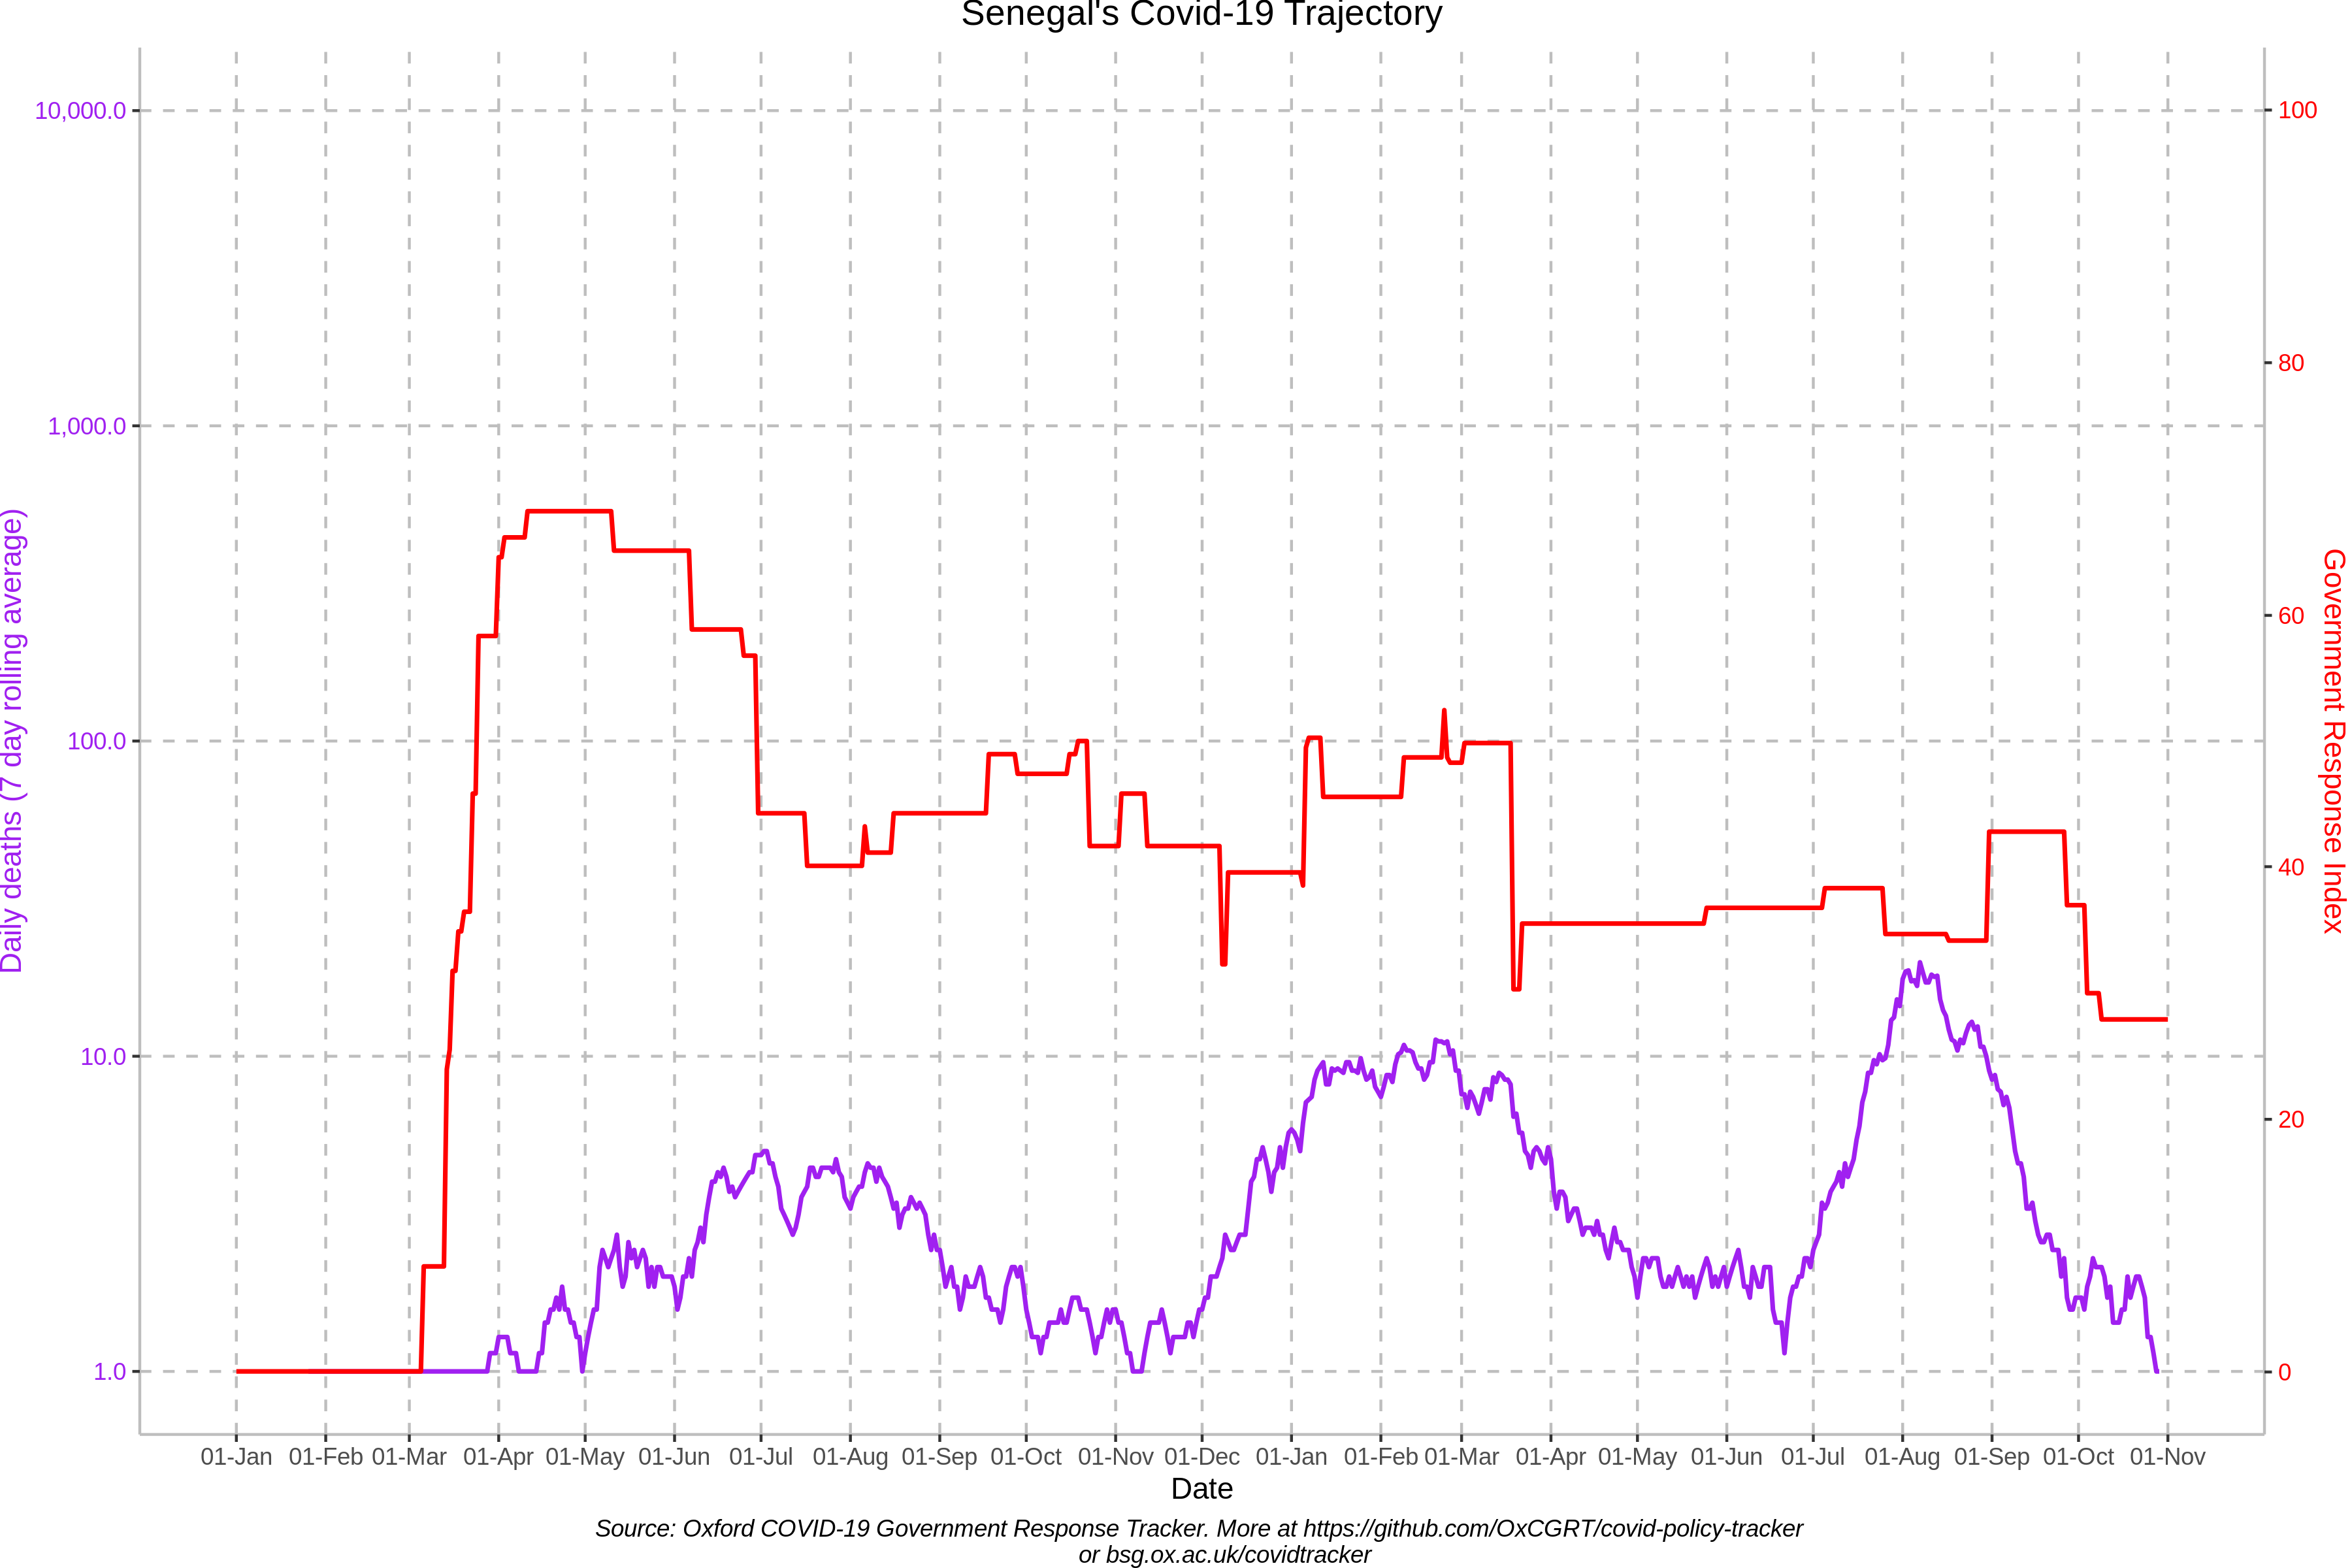 Senegal's Covid-19 Trajectory
10,000.0
1,000.0
100.0
10.0
1.0
Daily deaths (7 day rolling average)
100
80
60
40
20
0
Government Response Index
01-Jan 01-Feb 01-Mar 01-Apr 01-May 01-Jun 01-Jul 01-Aug 01-Sep 01-Oct 01-Nov 01-Dec 01-Jan 01-Feb 01-Mar 01-Apr 01-May 01-Jun 01-Jul 01-Aug 01-Sep 01-Oct 01-Nov
Date
Source: Oxford COVID-19 Government Response Tracker. More at https://github.com/OxCGRT/covid-policy-tracker
or bsg.ox.ac.uk/covidtracker